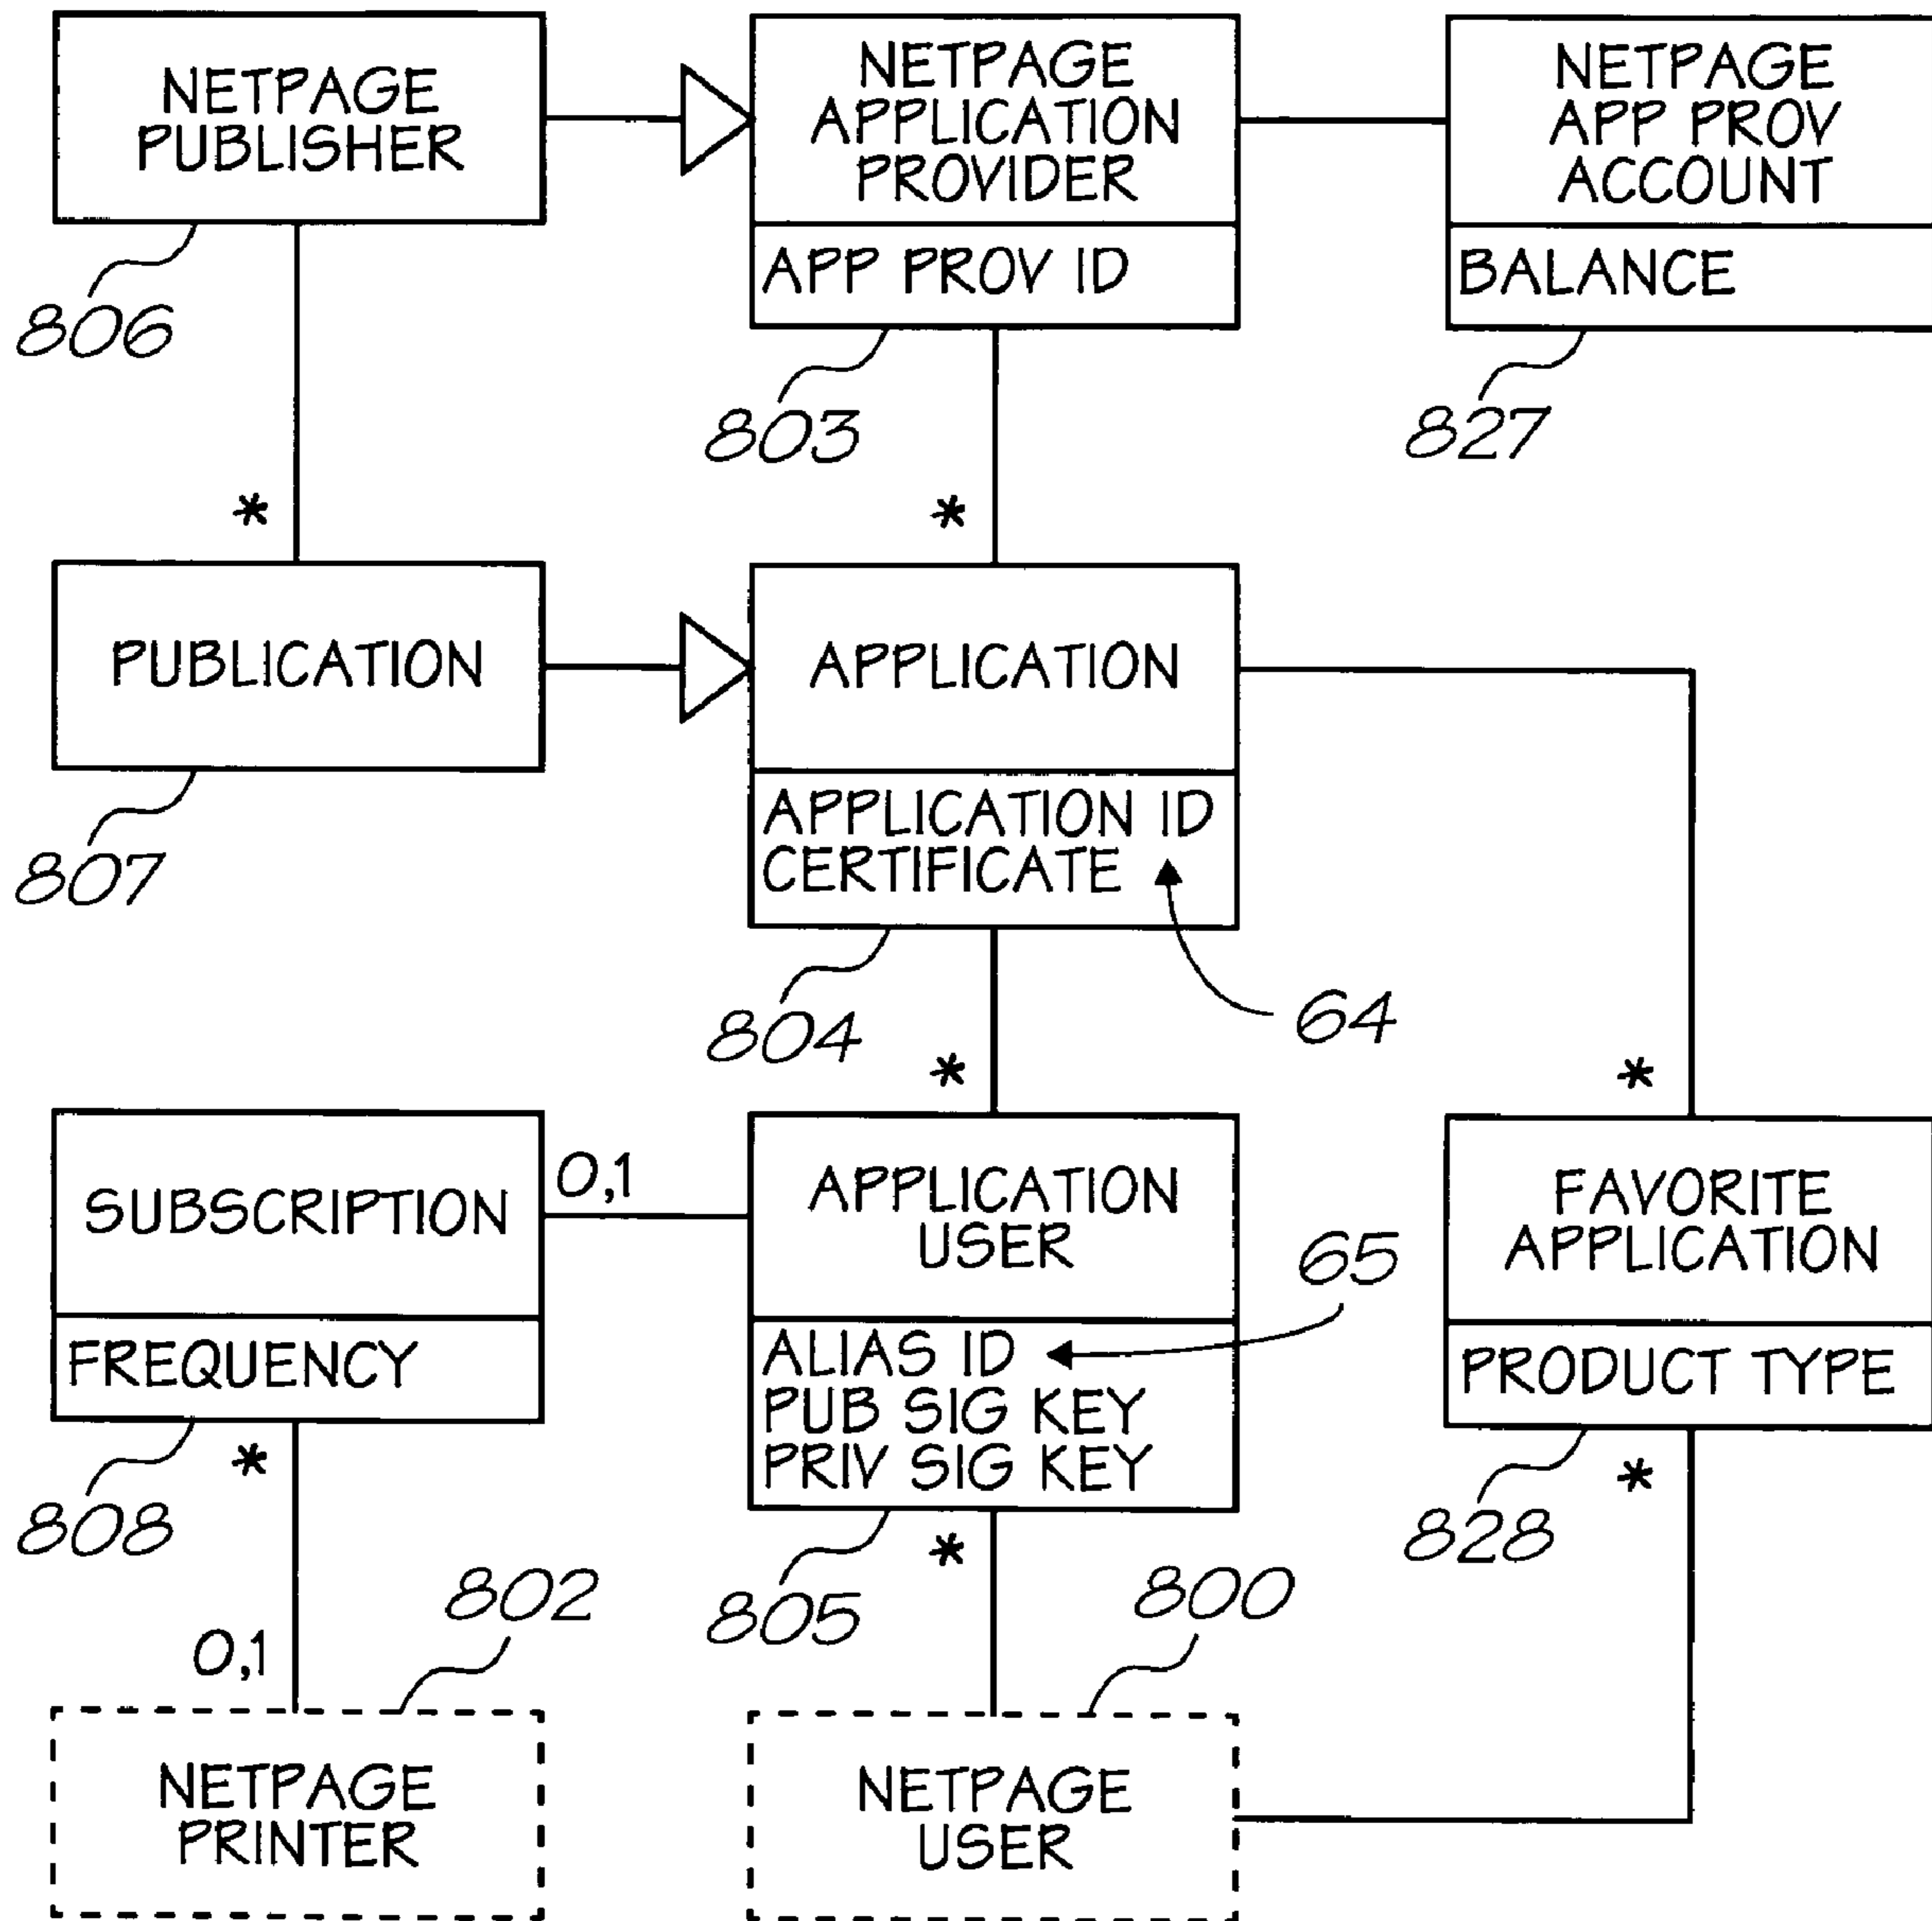 NETPAGE
PUBLISHER
806
NETPAGE
APPLICATION
PROVIDER
APP PROV ID
803
NETPAGE
APP PROV
ACCOUNT
BALANCE
827
*
*
PUBLICATION
807
APPLICATION
APPLICATION ID
CERTIFICATE
804
64
*
*
SUBSCRIPTION
FREQUENCY
808
0,1
APPLICATION
USER
ALIAS ID
PUB SIG KEY
PRIV SIG KEY
805
65
FAVORITE
APPLICATION
PRODUCT TYPE
828
*
*
*
0,1
802
800
NETPAGE
PRINTER
NETPAGE
USER